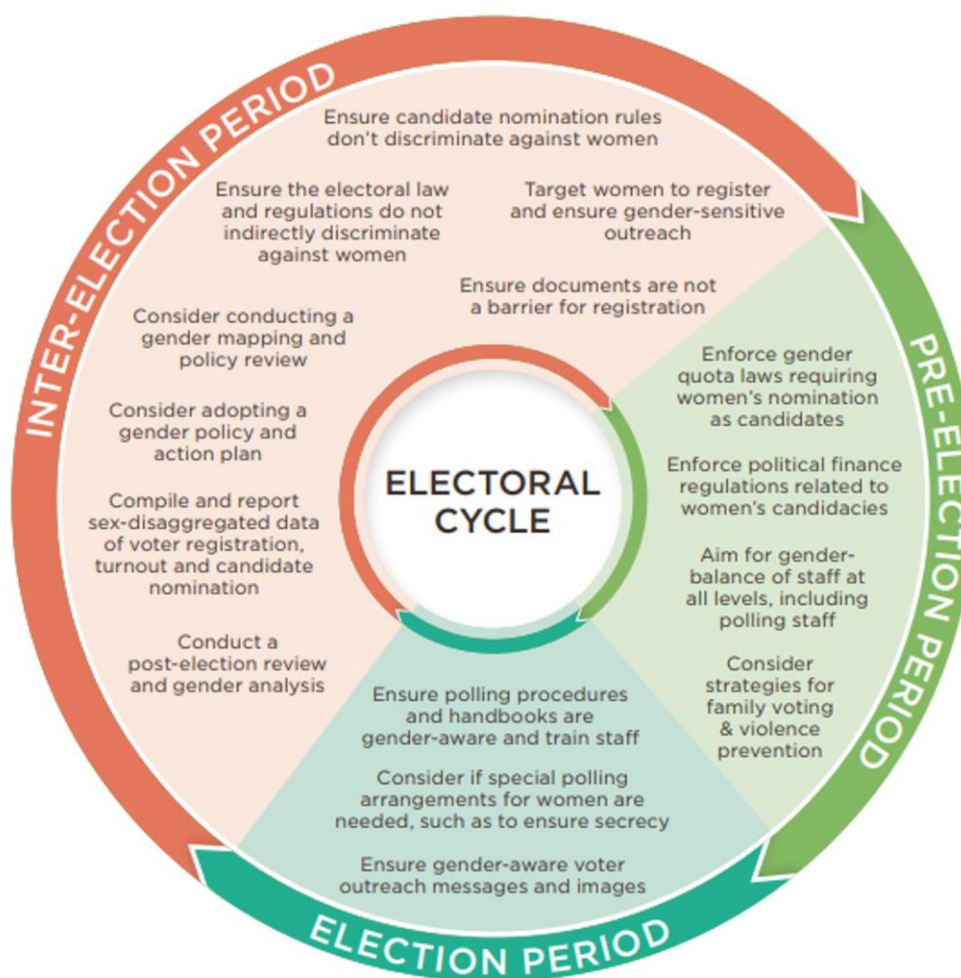 INTER-ELECTION PERIOD
Ensure candidate nomination rules
don't discriminate against women
Ensure the electoral law
and regulations do not
indirectly discriminate
against women
Target women to register
and ensure gender-sensitive
outreach
Ensure documents are not
a barrier for registration
Consider conducting a
gender mapping and
policy review
Consider adopting a
gender policy and
action plan
Compile and report
sex-disaggregated data
of voter registration,
turnout and candidate
nomination
Conduct a
post-election review
and gender analysis
ELECTORAL
CYCLE
PRE-ELECTION PERIOD
Enforce gender
quota laws requiring
women's nomination
as candidates
Enforce political finance
regulations related to
women's candidacies
Aim for gender-
balance of staff at
all levels, including
polling staff
Consider
strategies for
family voting
& violence
prevention
Ensure polling procedures
and handbooks are
gender-aware and train staff
Consider if special polling
arrangements for women are
needed, such as to ensure secrecy
Ensure gender-aware voter
outreach messages and images
ELECTION PERIOD